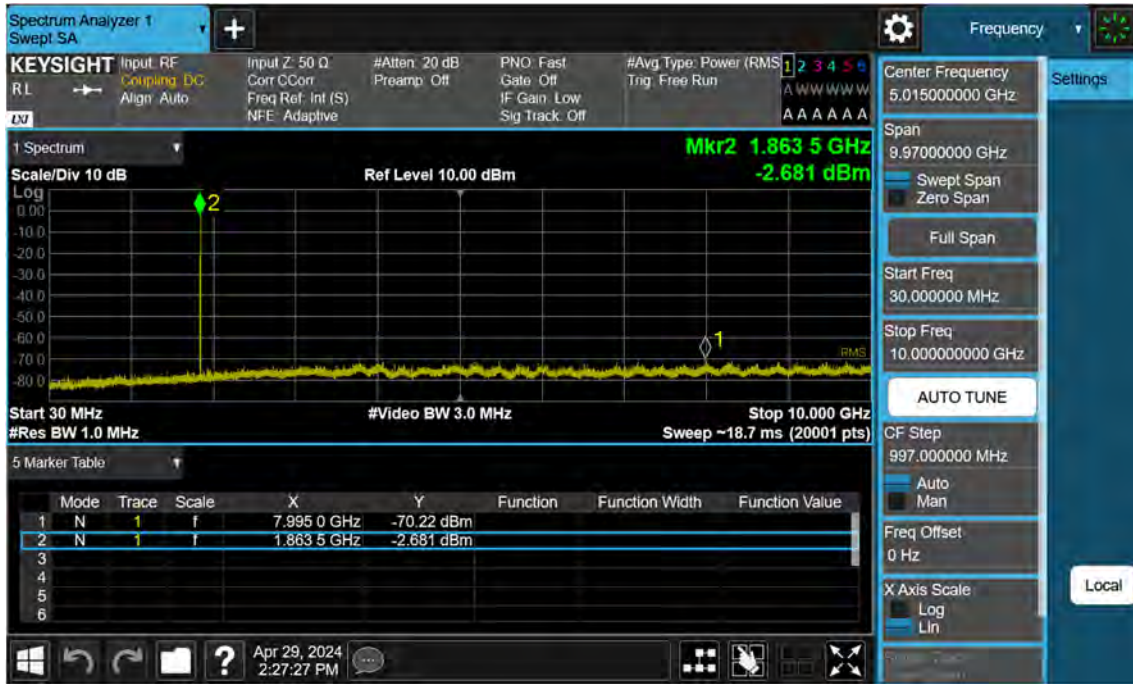 Spectrum Analyzer 1
Swept SA
+
Frequency
KEYSIGHT
RL
LXI
Input: RF
Coupling: DC
Align: Auto
Input Z: 50 Ω
Corr CCorr
Freq Ref: Int (S)
NFE: Adaptive
#Atten: 20 dB
Preamp: Off
PNO: Fast
Gate: Off
IF Gain: Low
Sig Track: Off
#Avg Type: Power (RMS
Trig: Free Run
1 2 3 4 5 6
A W W W W W
A A A A A A
1 Spectrum
Scale/Div 10 dB
Ref Level 10.00 dBm
Mkr2 1.863 5 GHz
-2.681 dBm
Log
0.00
-10.0
-20.0
-30.0
-40.0
-50.0
-60.0
-70.0
-80.0
2
1
RMS
Start 30 MHz
#Video BW 3.0 MHz
Stop 10.000 GHz
#Res BW 1.0 MHz
Sweep ~18.7 ms (20001 pts)
5 Marker Table
Mode Trace Scale X Y Function Function Width Function Value
1 N 1 f 7.995 0 GHz -70.22 dBm
2 N 1 f 1.863 5 GHz -2.681 dBm
3
4
5
6
Apr 29, 2024
2:27:27 PM
?
Center Frequency
5.015000000 GHz
Span
9.97000000 GHz
Swept Span
Zero Span
Full Span
Start Freq
30.000000 MHz
Stop Freq
10.000000000 GHz
AUTO TUNE
CF Step
997.000000 MHz
Auto
Man
Freq Offset
0 Hz
X Axis Scale
Log
Lin
Settings
Local